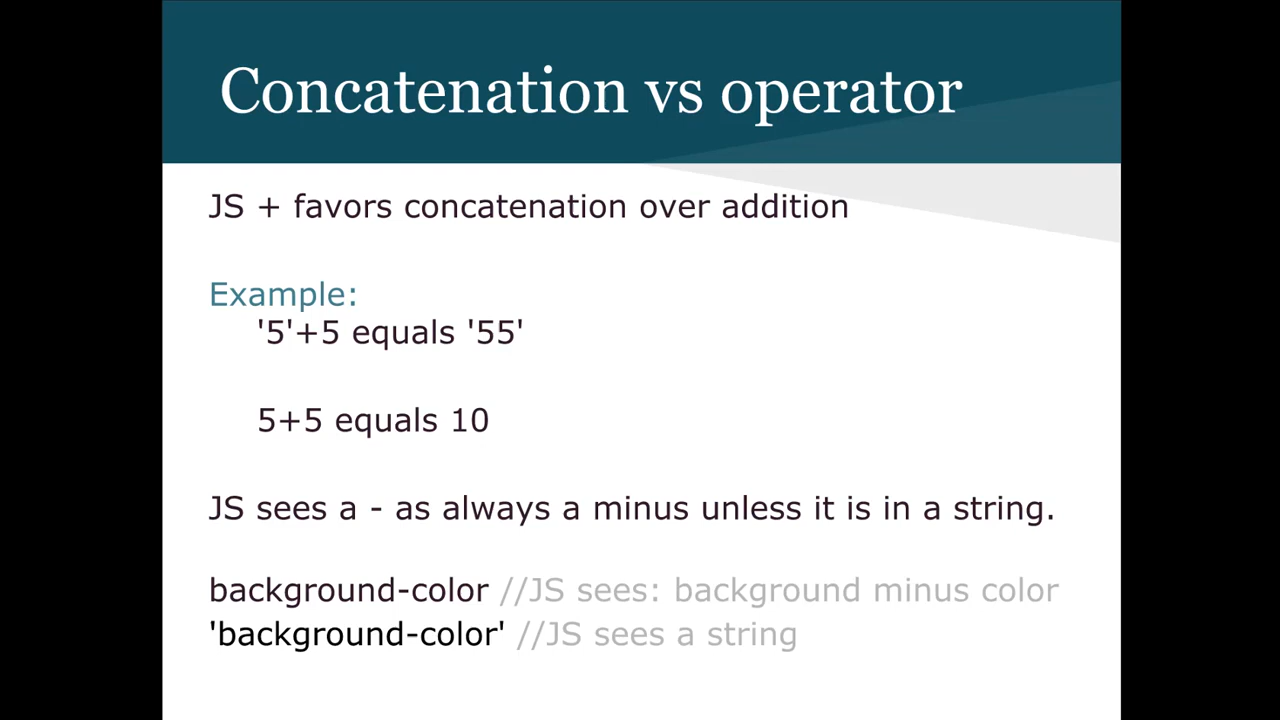 Concatenation vs operator
JS + favors concatenation over addition
Example:
'5'+5 equals '55'
5+5 equals 10
JS sees a - as always a minus unless it is in a string.
background-color //JS sees: background minus color
'background-color' //JS sees a string